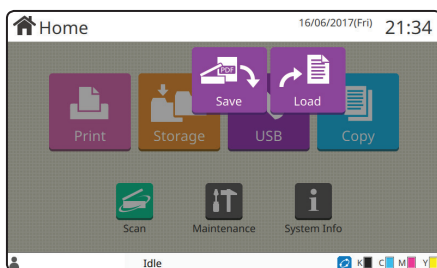 Home
16/06/2017(Fri) 21:34
PDF
Save Load
Print Storage USB Copy
Scan Maintenance System Info
Idle K C M Y